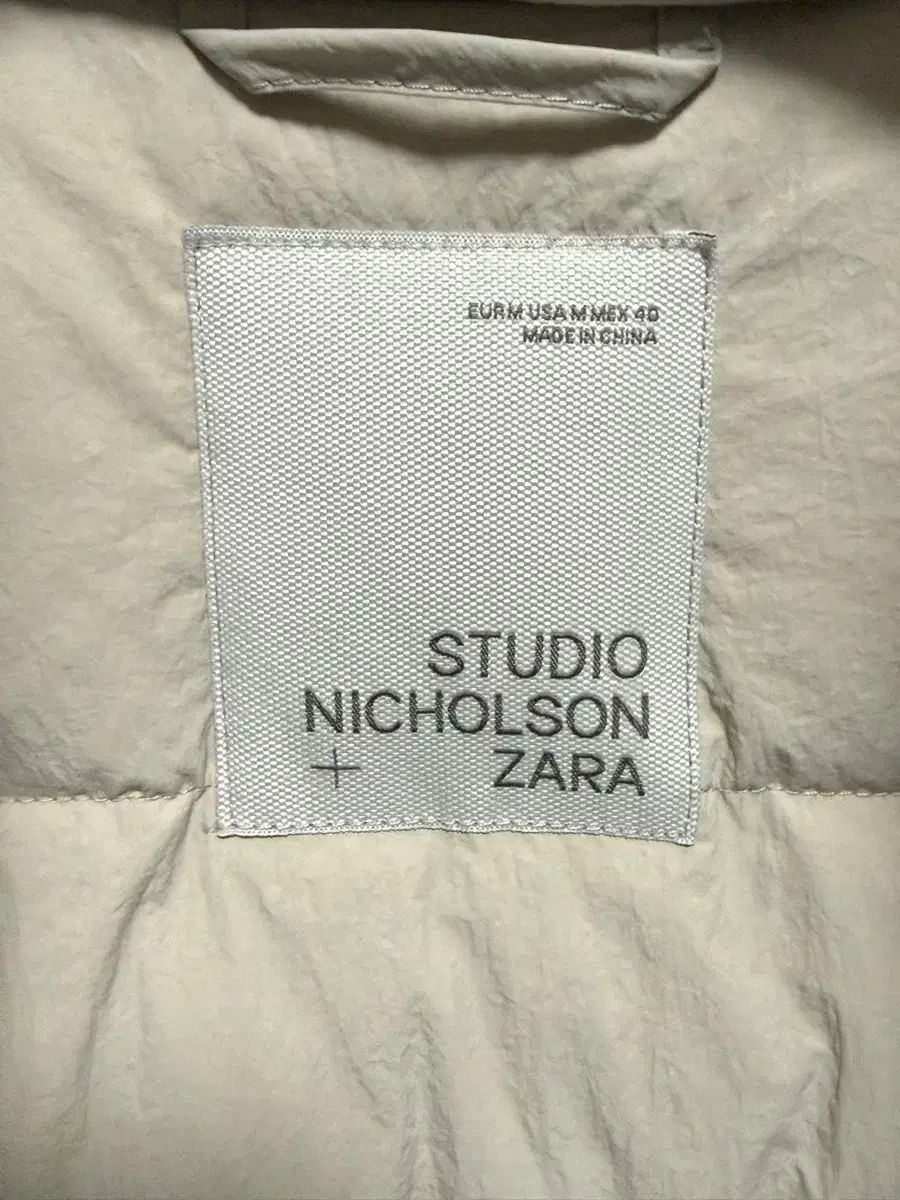 EUR M USA M MEX 40
MADE IN CHINA
STUDIO
NICHOLSON
+ ZARA